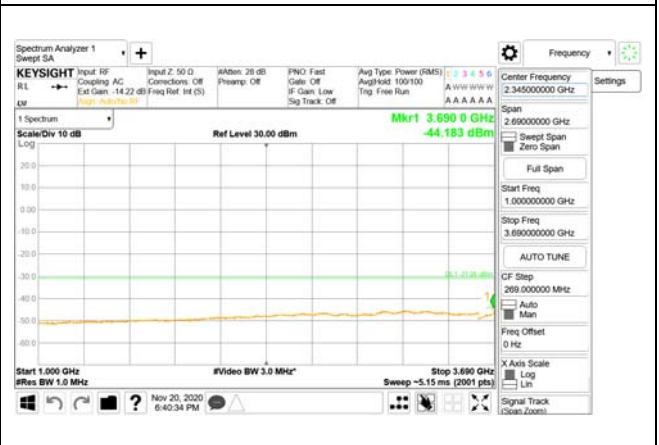 Spectrum Analyzer 1
Swept SA
+
Frequency
KEYSIGHT
RL
Input: RF
Coupling: AC
Ext Gain: -14.22 dB
Align: Auto/No RF
Input Z: 50 Ω
Corrections: Off
Freq Ref: Int (S)
#Atten: 28 dB
Preamp: Off
PNO: Fast
Gate: Off
IF Gain: Low
Sig Track: Off
Avg Type: Power (RMS)
Avg|Hold: 100/100
Trig: Free Run
1 2 3 4 5 6
A W W W W W
A A A A A A
Center Frequency
2.345000000 GHz
Settings
Span
2.69000000 GHz
Swept Span
Zero Span
Full Span
Start Freq
1.000000000 GHz
Stop Freq
3.690000000 GHz
AUTO TUNE
CF Step
269.000000 MHz
Auto
Man
Freq Offset
0 Hz
X Axis Scale
Log
Lin
Signal Track
(Span Zoom)
1 Spectrum
Scale/Div 10 dB
Ref Level 30.00 dBm
Mkr1 3.690 0 GHz
-44.183 dBm
Log
20.0
10.0
0.00
-10.0
-20.0
-30.0
-40.0
-50.0
-60.0
1
Start 1.000 GHz
#Res BW 1.0 MHz
#Video BW 3.0 MHz*
Stop 3.690 GHz
Sweep ~5.15 ms (2001 pts)
?
Nov 20, 2020
6:40:34 PM